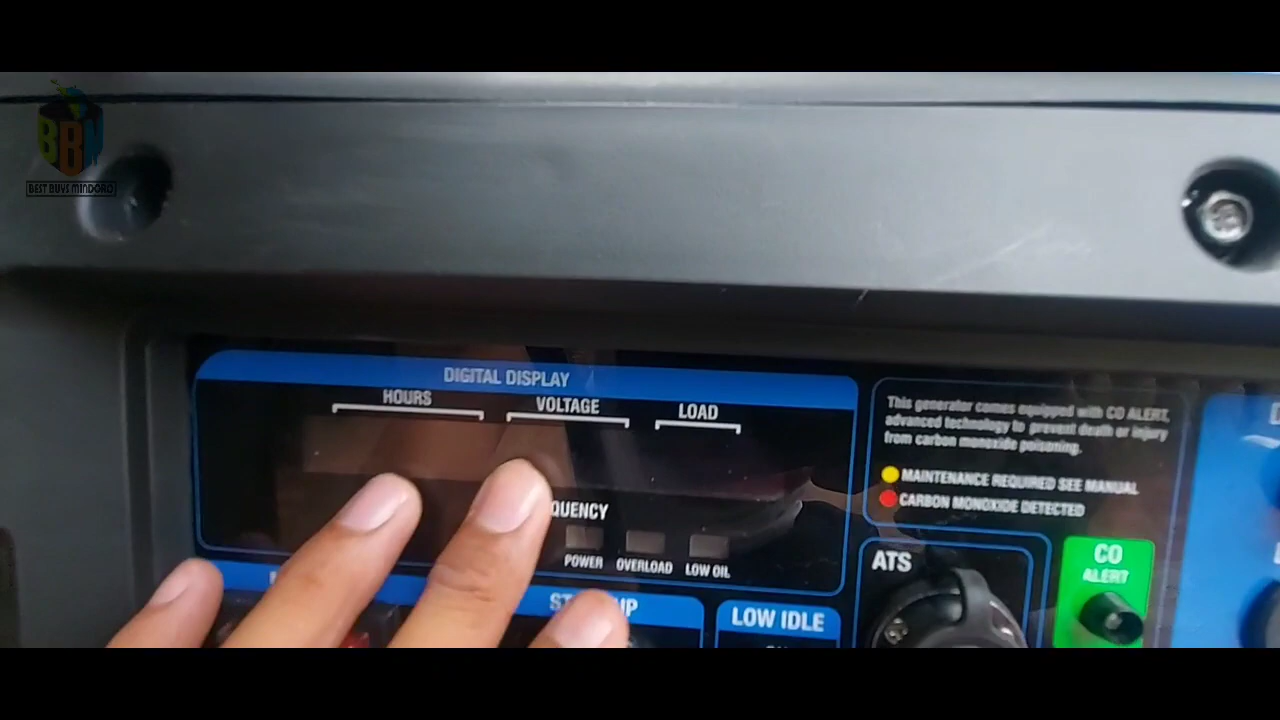 BBM
BEST BUYS MINDORO
DIGITAL DISPLAY
HOURS
VOLTAGE
LOAD
QUENCY
POWER
OVERLOAD
LOW OIL
This generator comes equipped with CO ALERT,
advanced technology to prevent death or injury
from carbon monoxide poisoning.
MAINTENANCE REQUIRED SEE MANUAL
CARBON MONOXIDE DETECTED
ATS
CO
ALERT
LOW IDLE